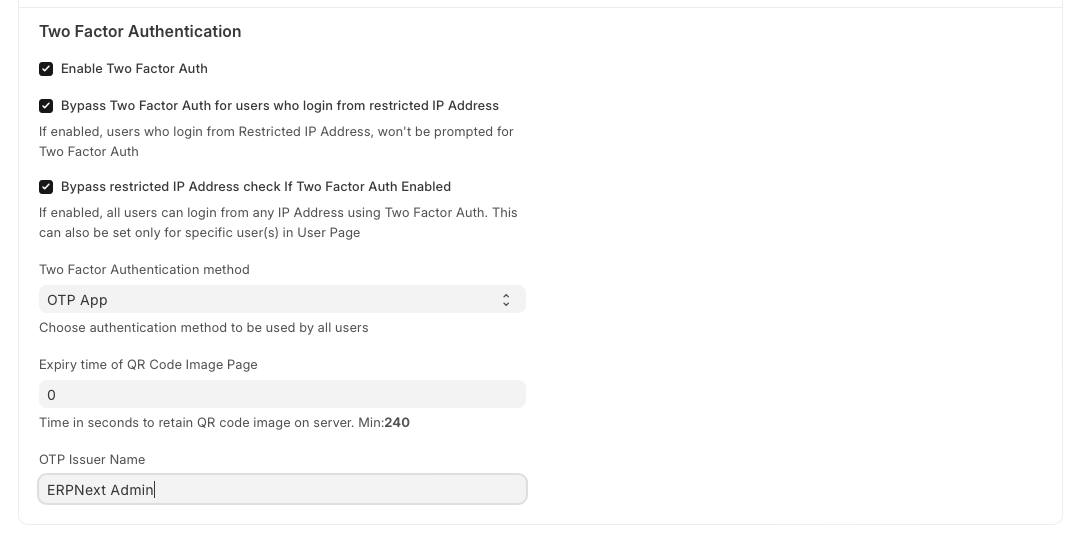 Two Factor Authentication
Enable Two Factor Auth
Bypass Two Factor Auth for users who login from restricted IP Address
If enabled, users who login from Restricted IP Address, won't be prompted for
Two Factor Auth
Bypass restricted IP Address check If Two Factor Auth Enabled
If enabled, all users can login from any IP Address using Two Factor Auth. This
can also be set only for specific user(s) in User Page
Two Factor Authentication method
OTP App
Choose authentication method to be used by all users
Expiry time of QR Code Image Page
0
Time in seconds to retain QR code image on server. Min:240
OTP Issuer Name
ERPNext Admin